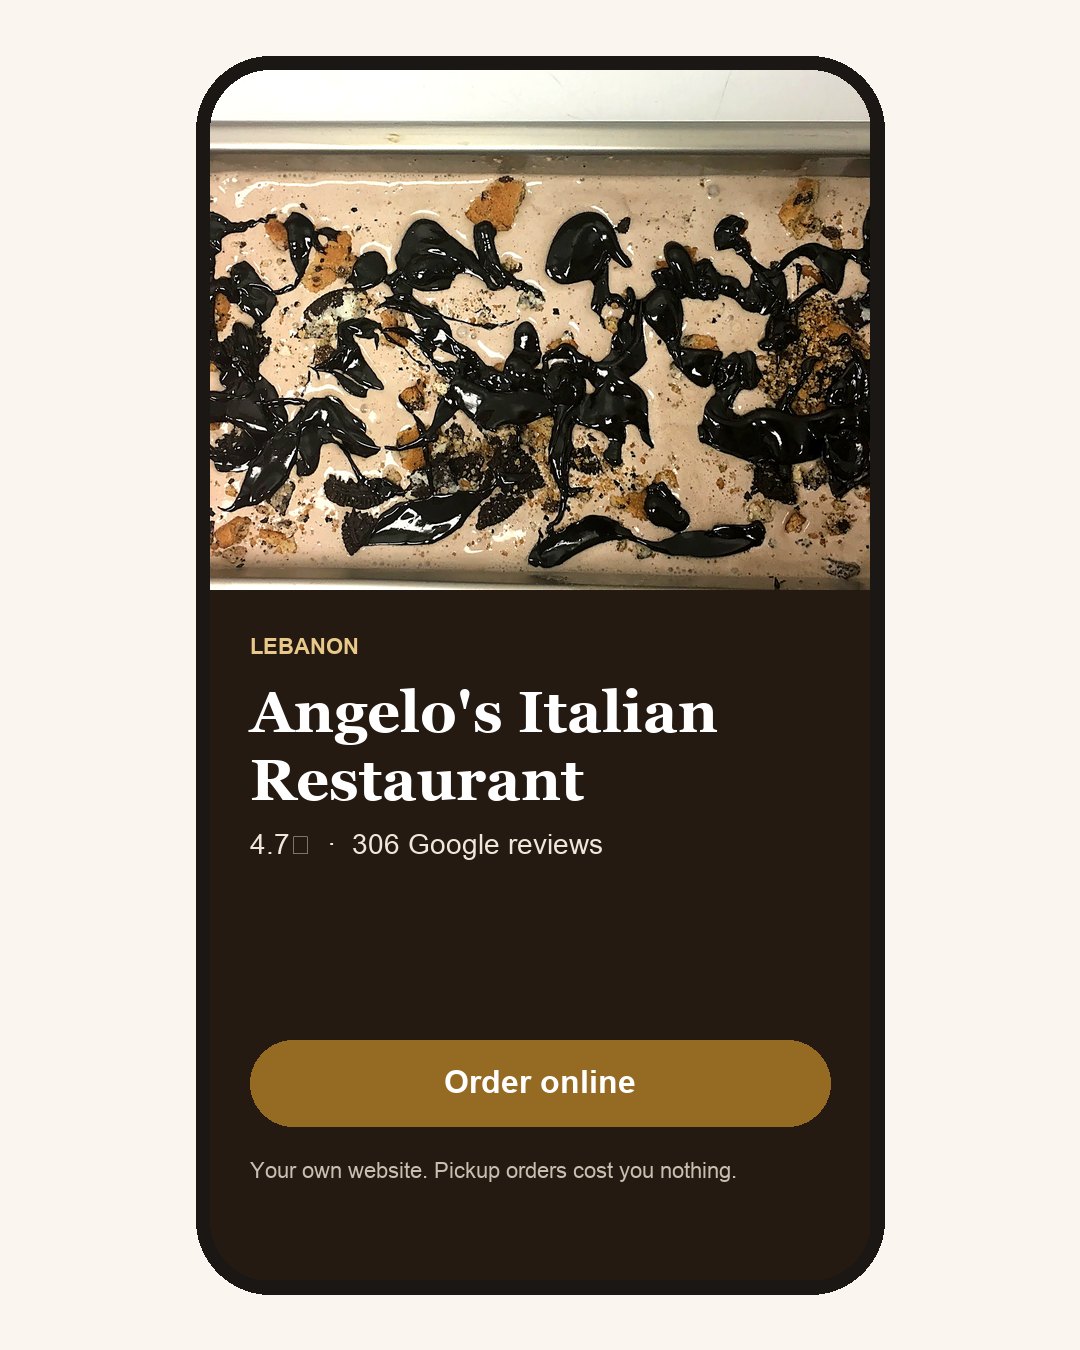 LEBANON
Angelo's Italian
Restaurant
4.7□ · 306 Google reviews
Order online
Your own website. Pickup orders cost you nothing.